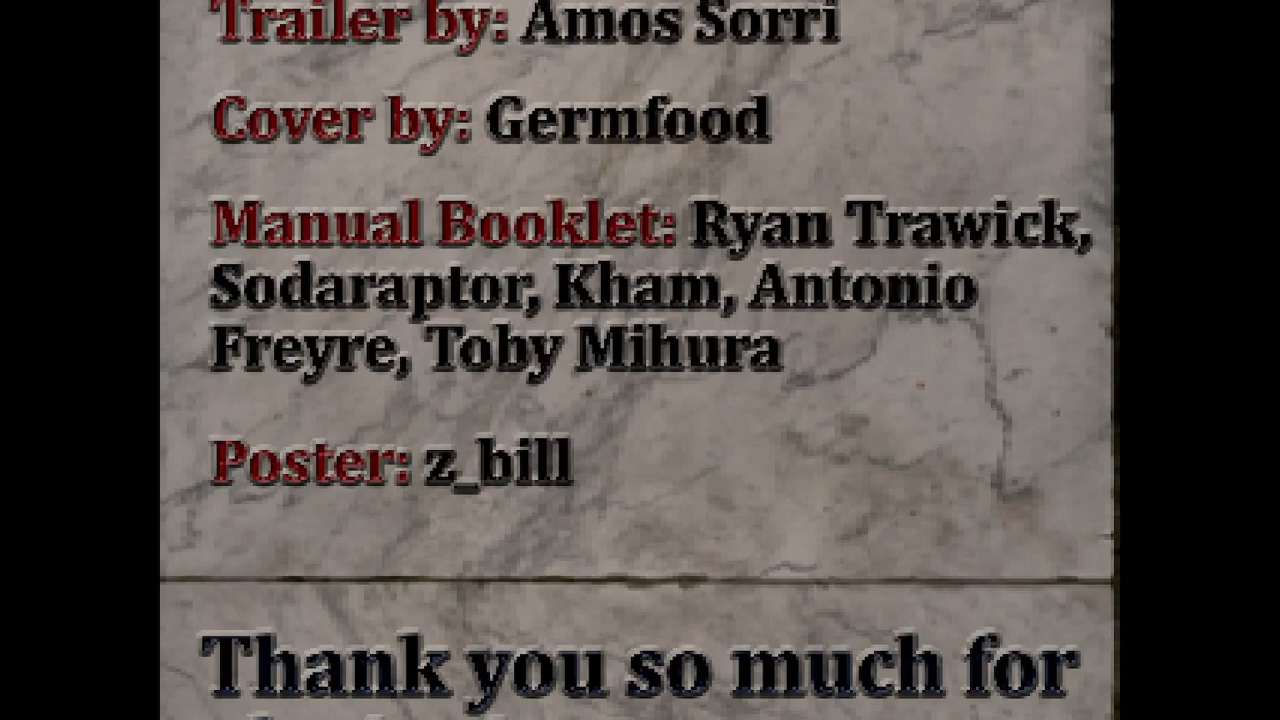 Trailer by: Amos Sorri
Cover by: Germfood
Manual Booklet: Ryan Trawick,
Sodaraptor, Kham, Antonio
Freyre, Toby Mihura
Poster: z_bill
Thank you so much for